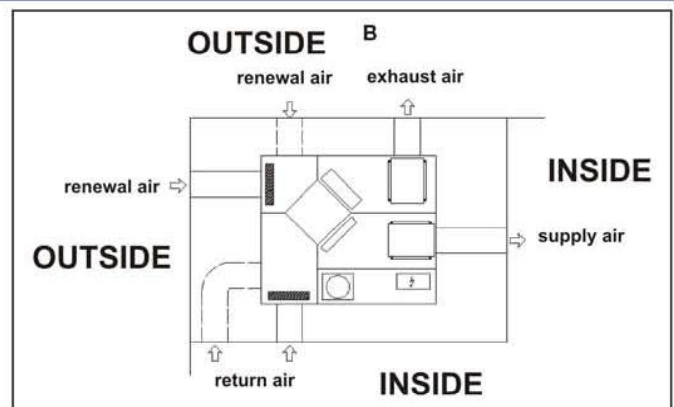 B
OUTSIDE
renewal air
exhaust air
INSIDE
renewal air
supply air
OUTSIDE
return air
INSIDE